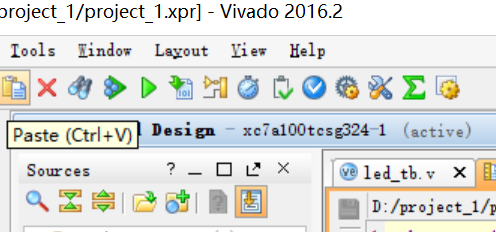 project_1/project_1.xpr] - Vivado 2016.2
Tools Window Layout View Help
Paste (Ctrl+V)
Design - xc7a100tcsg324-1 (active)
Sources
led_tb.v
D:/project_1/p